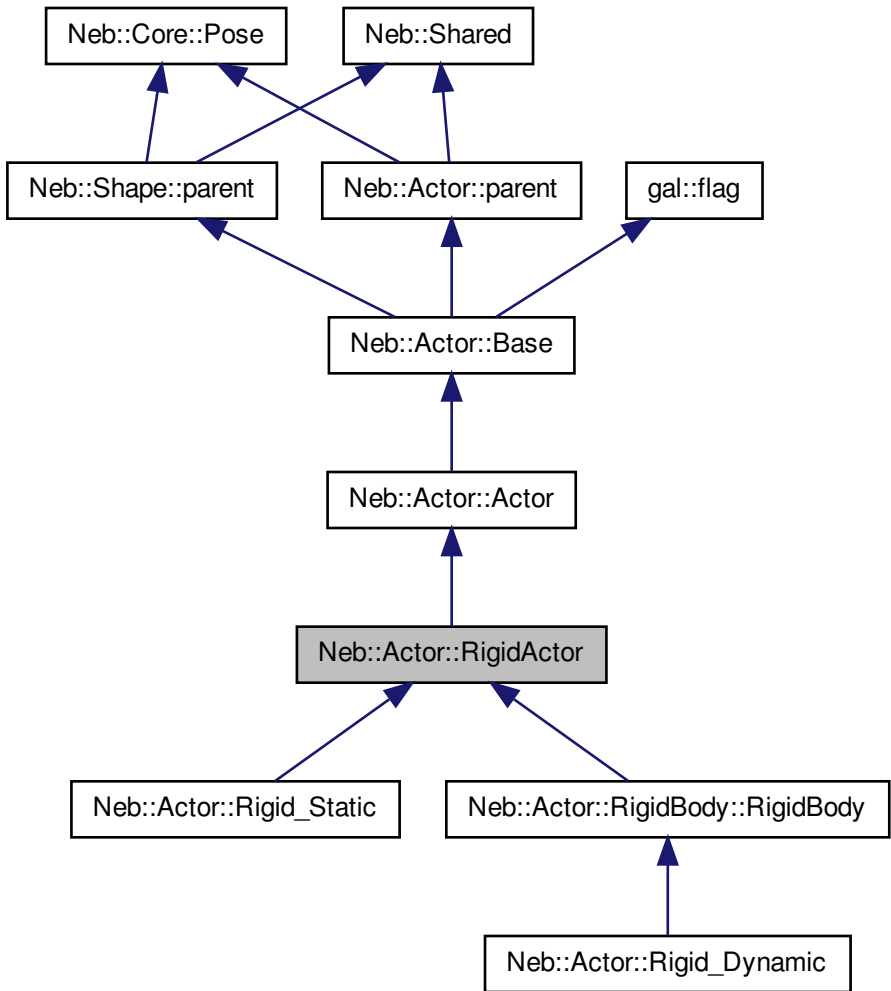 Neb::Core::Pose
Neb::Shared
Neb::Shape::parent
Neb::Actor::parent
gal::flag
Neb::Actor::Base
Neb::Actor::Actor
Neb::Actor::RigidActor
Neb::Actor::Rigid_Static
Neb::Actor::RigidBody::RigidBody
Neb::Actor::Rigid_Dynamic